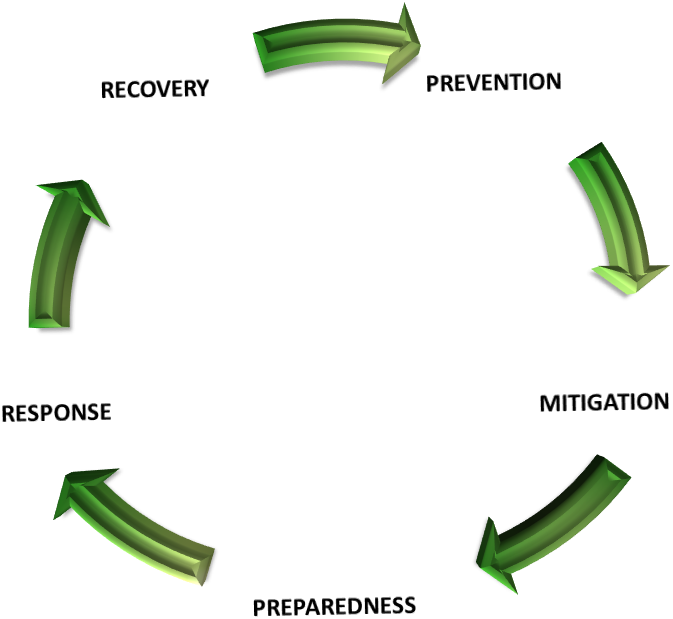 RECOVERY
PREVENTION
MITIGATION
RESPONSE
PREPAREDNESS